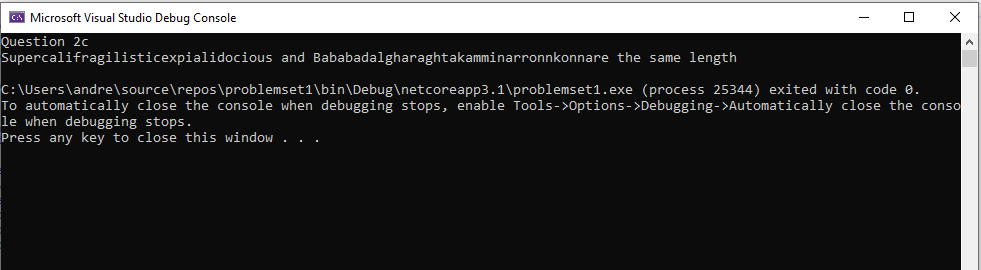 Microsoft Visual Studio Debug Console
Question 2c
Supercalifragilisticexpialidocious and Bababadalgharaghtakamminarronnkonnare the same length
C:\Users\andre\source\repos\problemset1\bin\Debug\netcoreapp3.1\problemset1.exe (process 25344) exited with code 0.
To automatically close the console when debugging stops, enable Tools->Options->Debugging->Automatically close the conso
le when debugging stops.
Press any key to close this window . . .